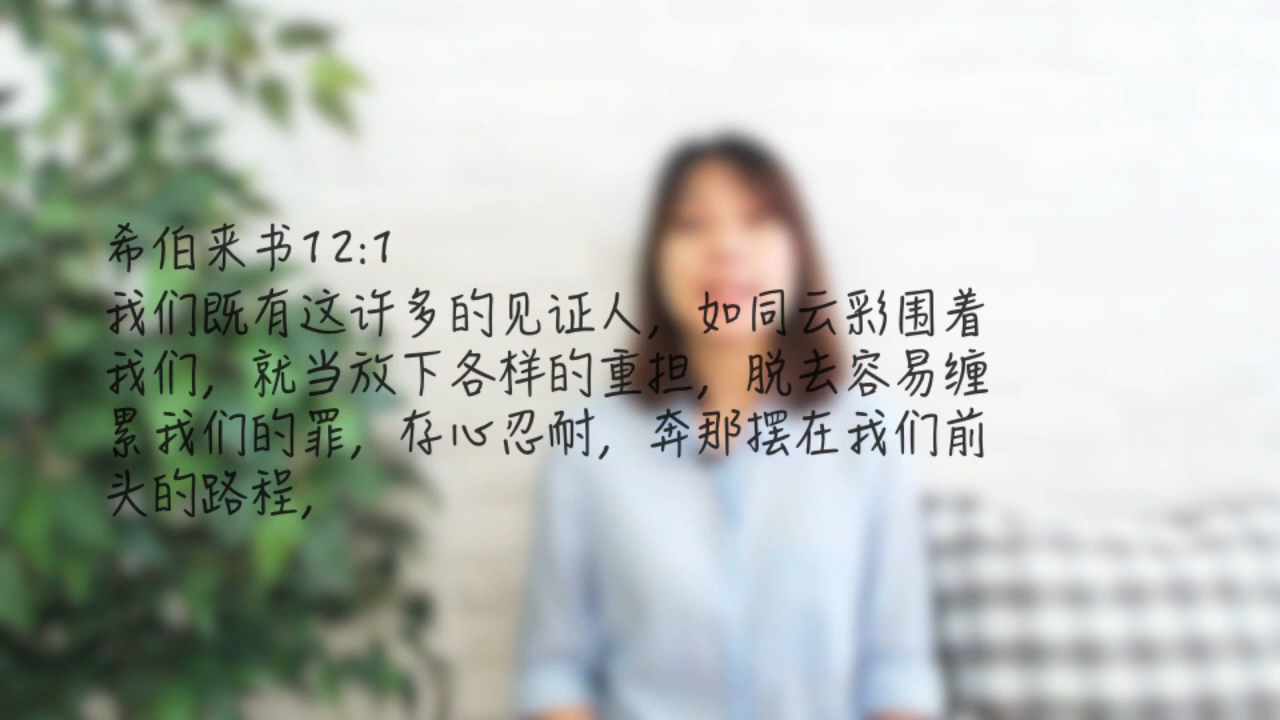 希伯来书12:1
我们既有这许多的见证人，如同云彩围着
我们，就当放下各样的重担，脱去容易缠
累我们的罪，存心忍耐，奔那摆在我们前
头的路程，